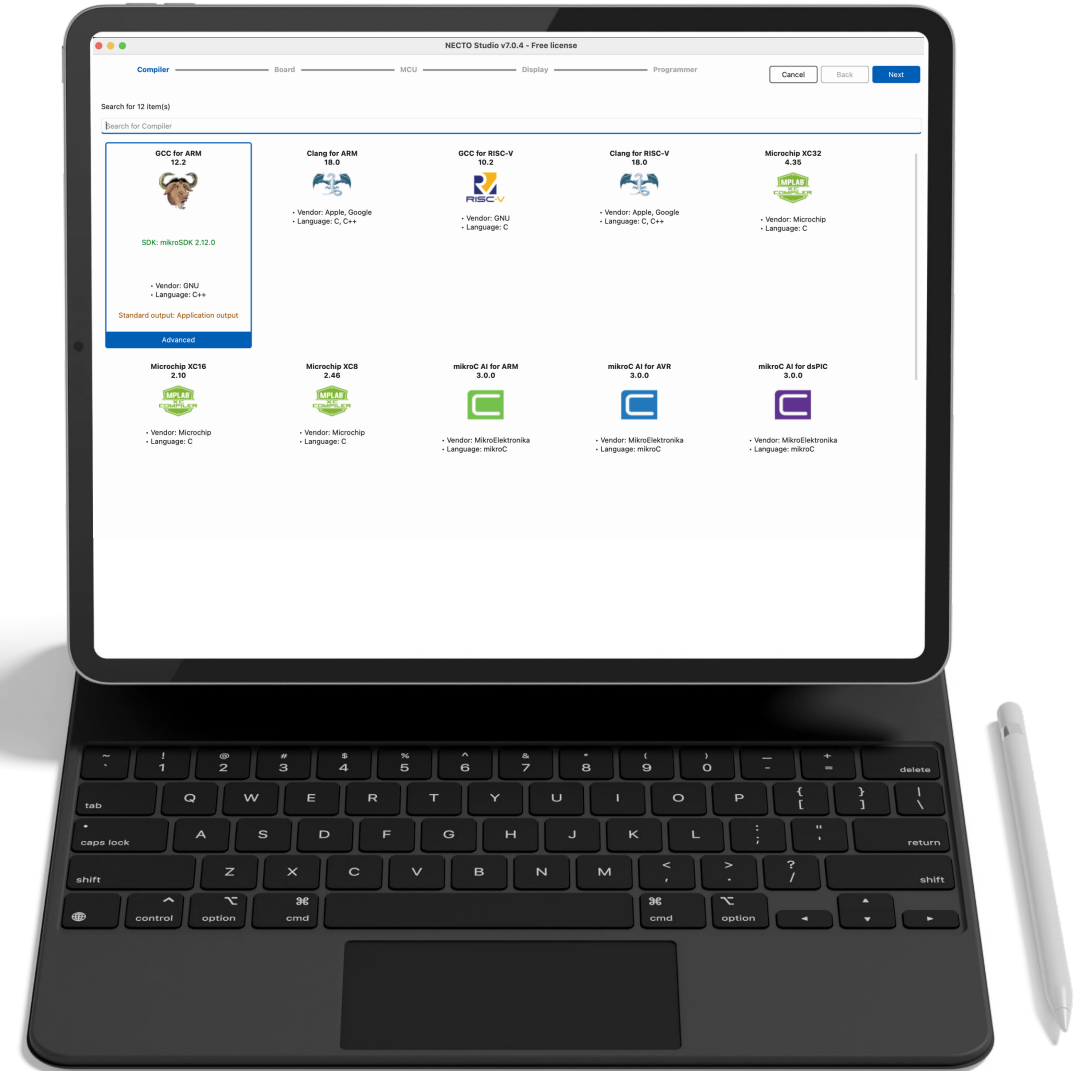 NECTO Studio v7.0.4 - Free license
Compiler Board MCU Display Programmer
Cancel Back Next
Search for 12 item(s)
Search for Compiler
GCC for ARM
12.2
SDK: mikroSDK 2.12.0
• Vendor: GNU
• Language: C++
Standard output: Application output
Advanced
Clang for ARM
18.0
• Vendor: Apple, Google
• Language: C, C++
GCC for RISC-V
10.2
RISC-V
• Vendor: GNU
• Language: C
Clang for RISC-V
18.0
• Vendor: Apple, Google
• Language: C, C++
Microchip XC32
4.35
MPLAB
XC
COMPILER
• Vendor: Microchip
• Language: C
Microchip XC16
2.10
MPLAB
XC
COMPILER
• Vendor: Microchip
• Language: C
Microchip XC8
2.46
MPLAB
XC
COMPILER
• Vendor: Microchip
• Language: C
mikroC AI for ARM
3.0.0
• Vendor: MikroElektronika
• Language: mikroC
mikroC AI for AVR
3.0.0
• Vendor: MikroElektronika
• Language: mikroC
mikroC AI for dsPIC
3.0.0
• Vendor: MikroElektronika
• Language: mikroC
~ ! @ # $ % ^ & * ( ) — +
` 1 2 3 4 5 6 7 8 9 0 - = delete
tab Q W E R T Y U I O P { [ } ] | \
caps lock A S D F G H J K L : ; " ' return
shift Z X C V B N M < , > . ? / shift
^ ⌥ ⌘ ⌘ ⌥
control option cmd cmd option